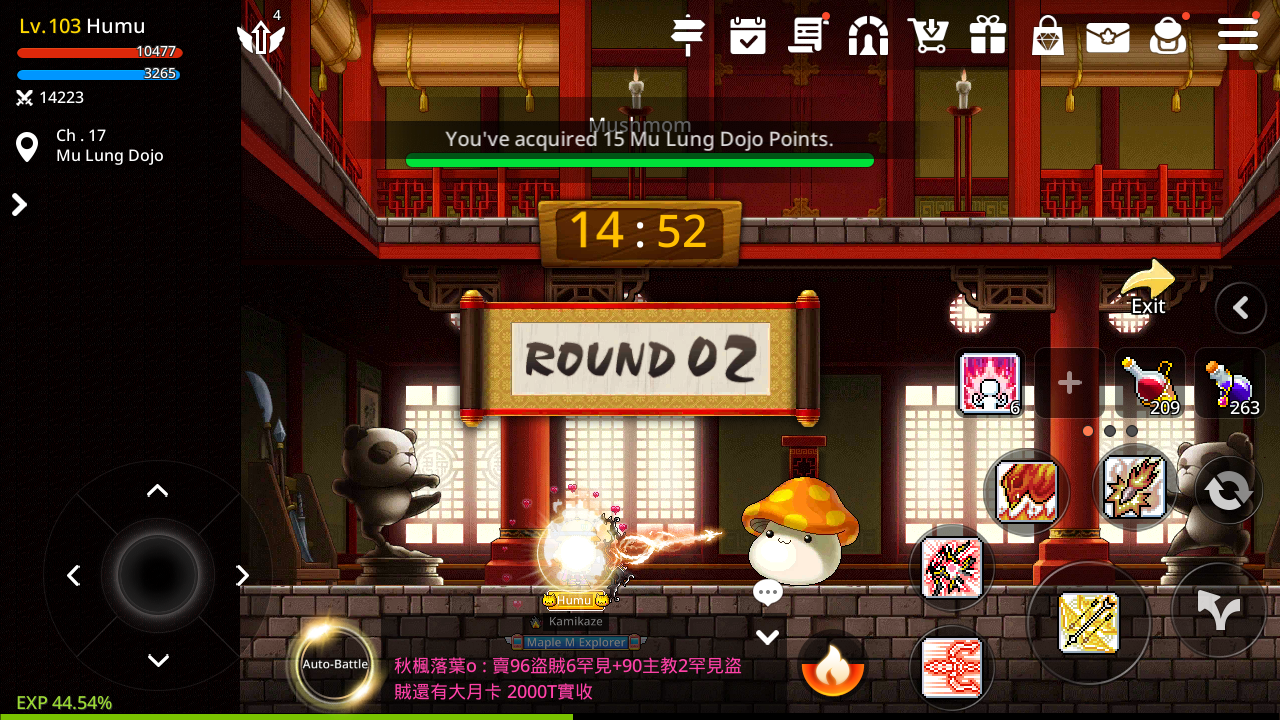 Lv.103 Humu
10477
3265
14223
Ch . 17
Mu Lung Dojo
4
Mushmom
You've acquired 15 Mu Lung Dojo Points.
14 : 52
ROUND 02
Exit
6
209
263
Humu
Kamikaze
Maple M Explorer
Auto-Battle
秋楓落葉o : 賣96盜賊6罕見+90主教2罕見盜
賊還有大月卡 2000T實收
EXP 44.54%